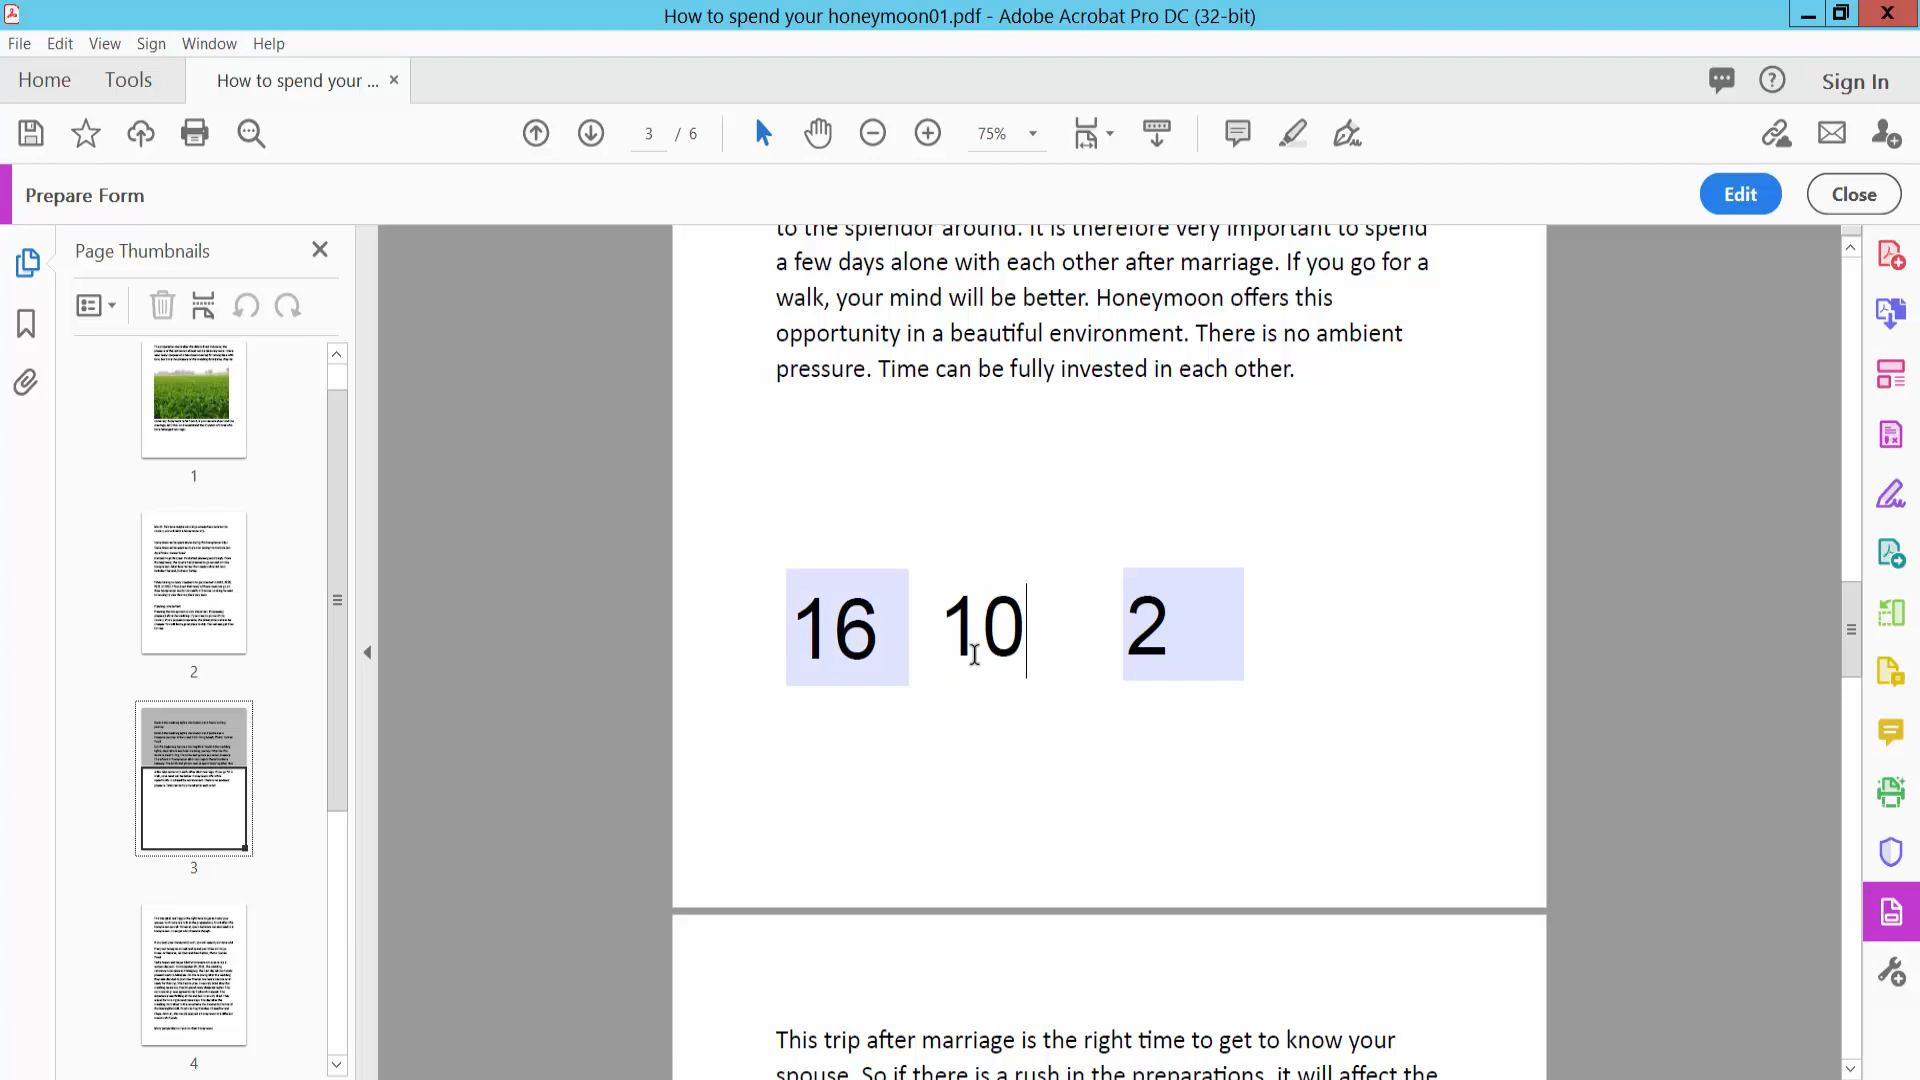 How to spend your honeymoon01.pdf - Adobe Acrobat Pro DC (32-bit)
File Edit View Sign Window Help
Home Tools How to spend your ... Sign In
3 / 6 75%
Prepare Form Edit Close
Page Thumbnails
1
2
3
4
to the splendor around. It is therefore very important to spend
a few days alone with each other after marriage. If you go for a
walk, your mind will be better. Honeymoon offers this
opportunity in a beautiful environment. There is no ambient
pressure. Time can be fully invested in each other.
16 10 2
This trip after marriage is the right time to get to know your
spouse. So if there is a rush in the preparations, it will affect the